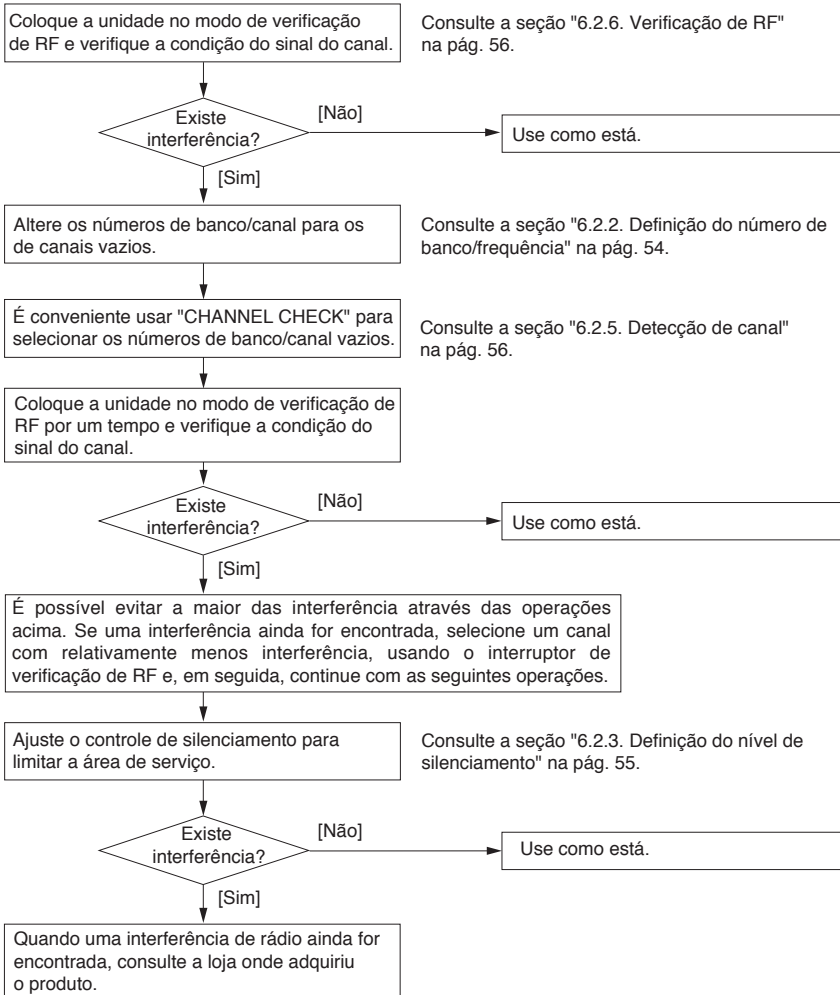 Coloque a unidade no modo de verificação
de RF e verifique a condição do sinal do canal.
Consulte a seção "6.2.6. Verificação de RF"
na pág. 56.
Existe
interferência?
[Não]
Use como está.
[Sim]
Altere os números de banco/canal para os
de canais vazios.
Consulte a seção "6.2.2. Definição do número de
banco/frequência" na pág. 54.
É conveniente usar "CHANNEL CHECK" para
selecionar os números de banco/canal vazios.
Consulte a seção "6.2.5. Detecção de canal"
na pág. 56.
Coloque a unidade no modo de verificação de
RF por um tempo e verifique a condição do
sinal do canal.
Existe
interferência?
[Não]
Use como está.
[Sim]
É possível evitar a maior das interferência através das operações
acima. Se uma interferência ainda for encontrada, selecione um canal
com relativamente menos interferência, usando o interruptor de
verificação de RF e, em seguida, continue com as seguintes operações.
Ajuste o controle de silenciamento para
limitar a área de serviço.
Consulte a seção "6.2.3. Definição do nível de
silenciamento" na pág. 55.
Existe
interferência?
[Não]
Use como está.
[Sim]
Quando uma interferência de rádio ainda for
encontrada, consulte a loja onde adquiriu
o produto.